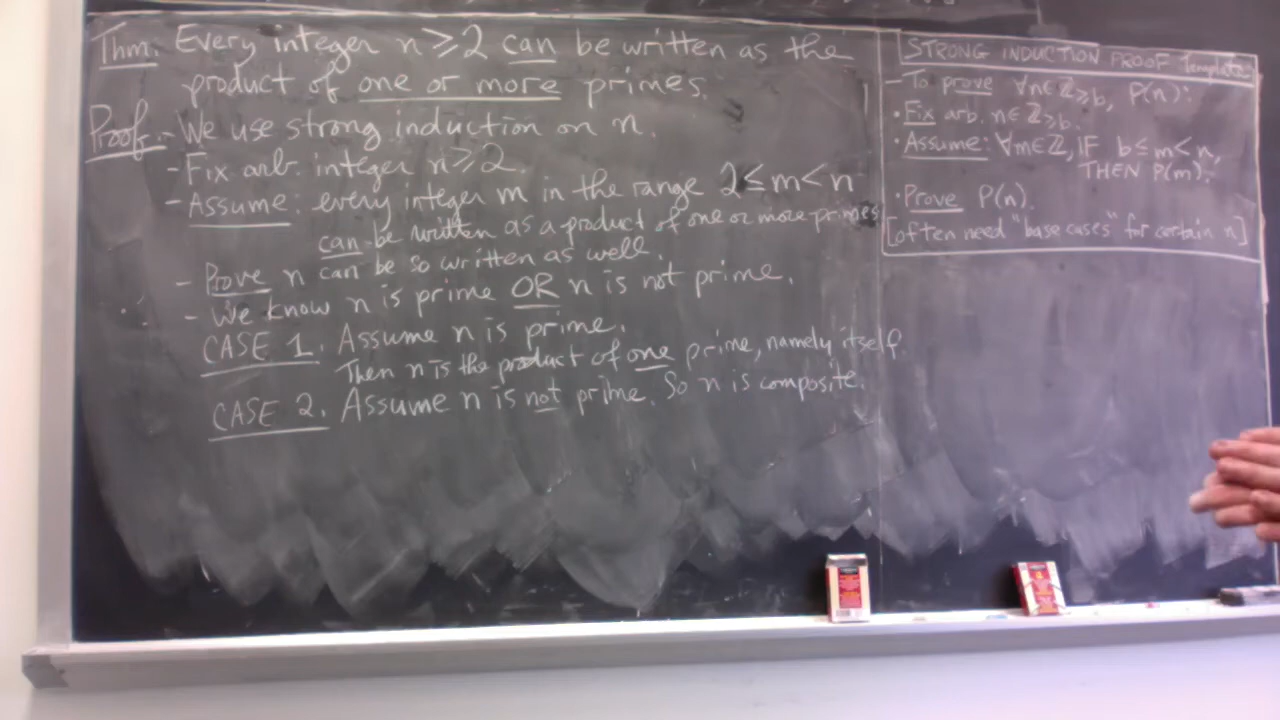 Thm. Every integer n ≥ 2 can be written as the
product of one or more primes.
Proof. - We use strong induction on n.
- Fix arb. integer n ≥ 2.
- Assume: every integer m in the range 2 ≤ m < n
can be written as a product of one or more primes
- Prove n can be so written as well.
- We know n is prime OR n is not prime.
CASE 1. Assume n is prime.
Then n is the product of one prime, namely itself.
CASE 2. Assume n is not prime. So n is composite.
STRONG INDUCTION PROOF Template
- To prove ∀n∈ℤ≥b, P(n):
• Fix arb. n∈ℤ≥b.
• Assume: ∀m∈ℤ, IF b ≤ m < n,
THEN P(m).
• Prove P(n).
[often need "base cases" for certain n]